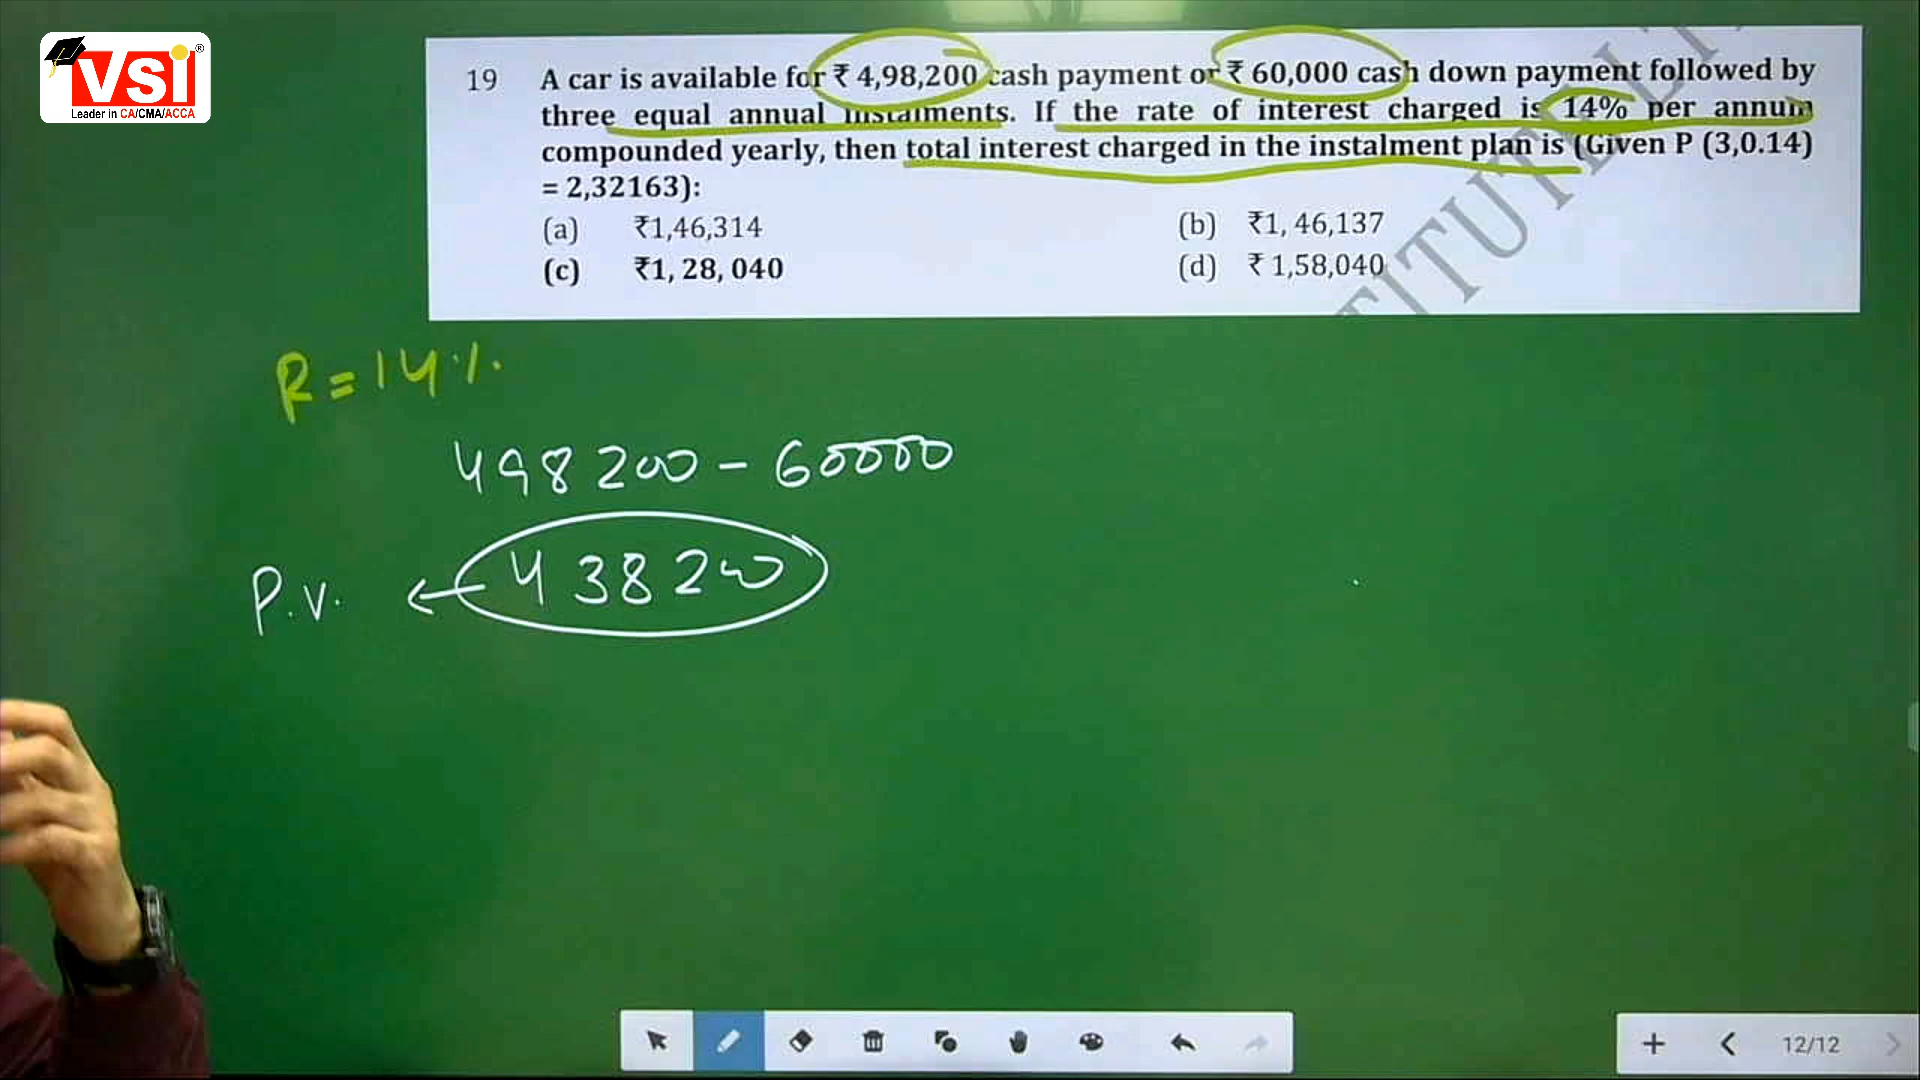 VSI®
Leader in CA/CMA/ACCA
19 A car is available for ₹ 4,98,200 cash payment or ₹ 60,000 cash down payment followed by
three equal annual instalments. If the rate of interest charged is 14% per annum
compounded yearly, then total interest charged in the instalment plan is (Given P (3,0.14)
= 2,32163):
(a) ₹1,46,314 (b) ₹1, 46,137
(c) ₹1, 28, 040 (d) ₹ 1,58,040
R = 14%.
498200 - 60000
P.V. ← 438200
12/12